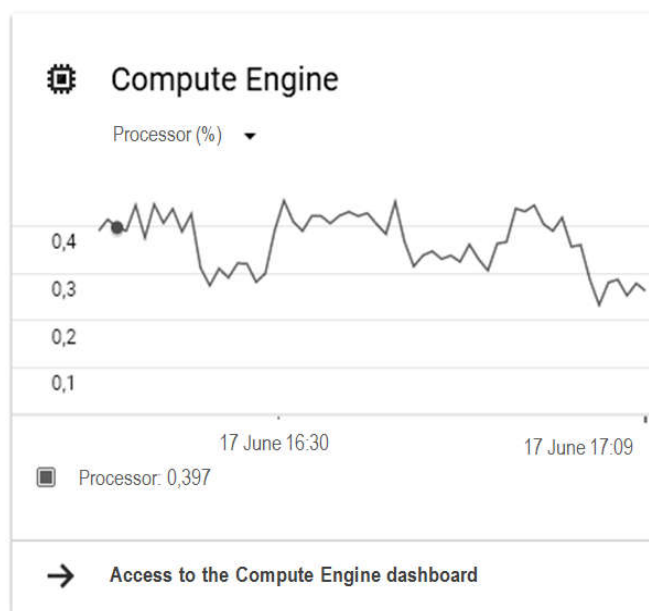 Compute Engine
Processor (%)
0,4
0,3
0,2
0,1
17 June 16:30
17 June 17:09
Processor: 0,397
Access to the Compute Engine dashboard